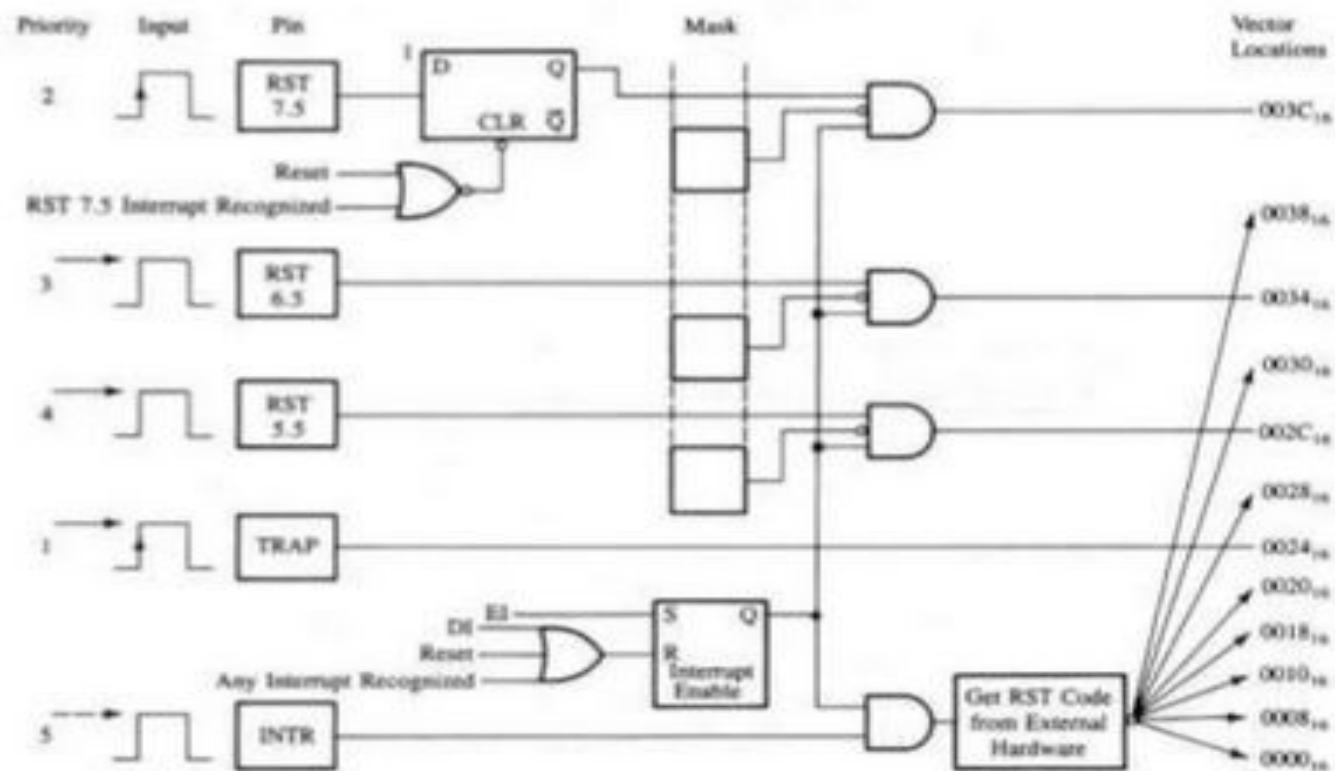 Priority Input Pin Mask Vector
Locations
2
RST
7.5
1
D Q
CLR Q̅
003C₁₆
Reset
RST 7.5 Interrupt Recognized
0038₁₆
3
RST
6.5
0034₁₆
0030₁₆
4
RST
5.5
002C₁₆
0028₁₆
1
TRAP
0024₁₆
0020₁₆
EI
DI
Reset
Any Interrupt Recognized
S Q
R
Interrupt
Enable
0018₁₆
0010₁₆
5
INTR
Get RST Code
from External
Hardware
0008₁₆
0000₁₆